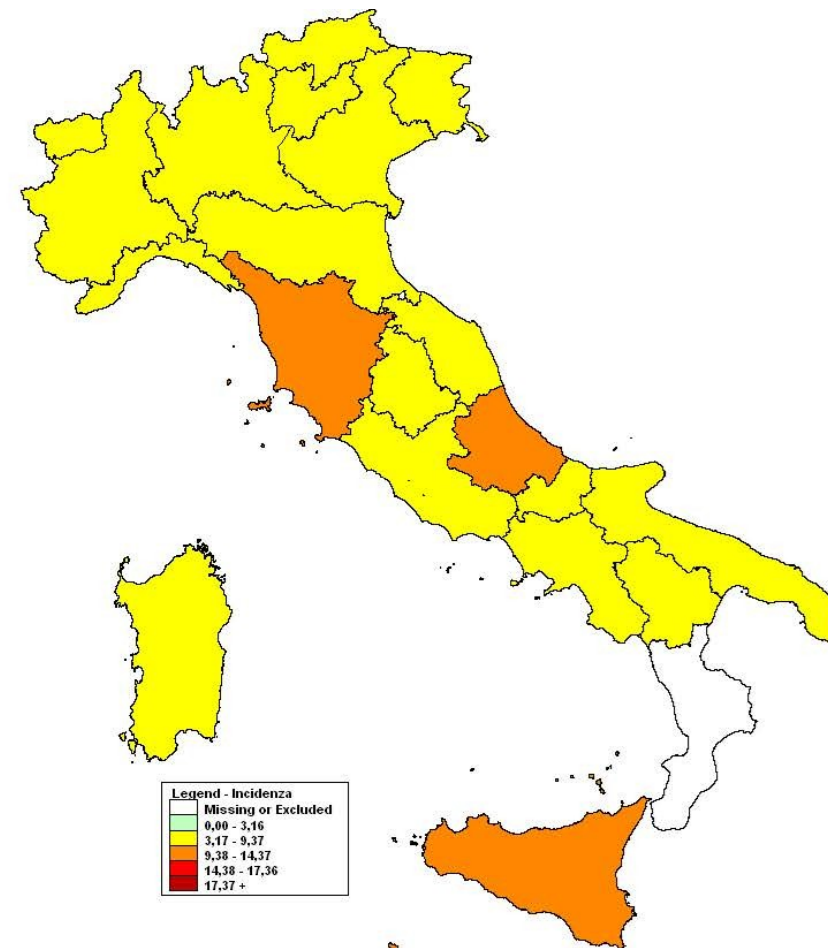 Legend - Incidenza
Missing or Excluded
0,00 - 3,16
3,17 - 9,37
9,38 - 14,37
14,38 - 17,36
17,37 +